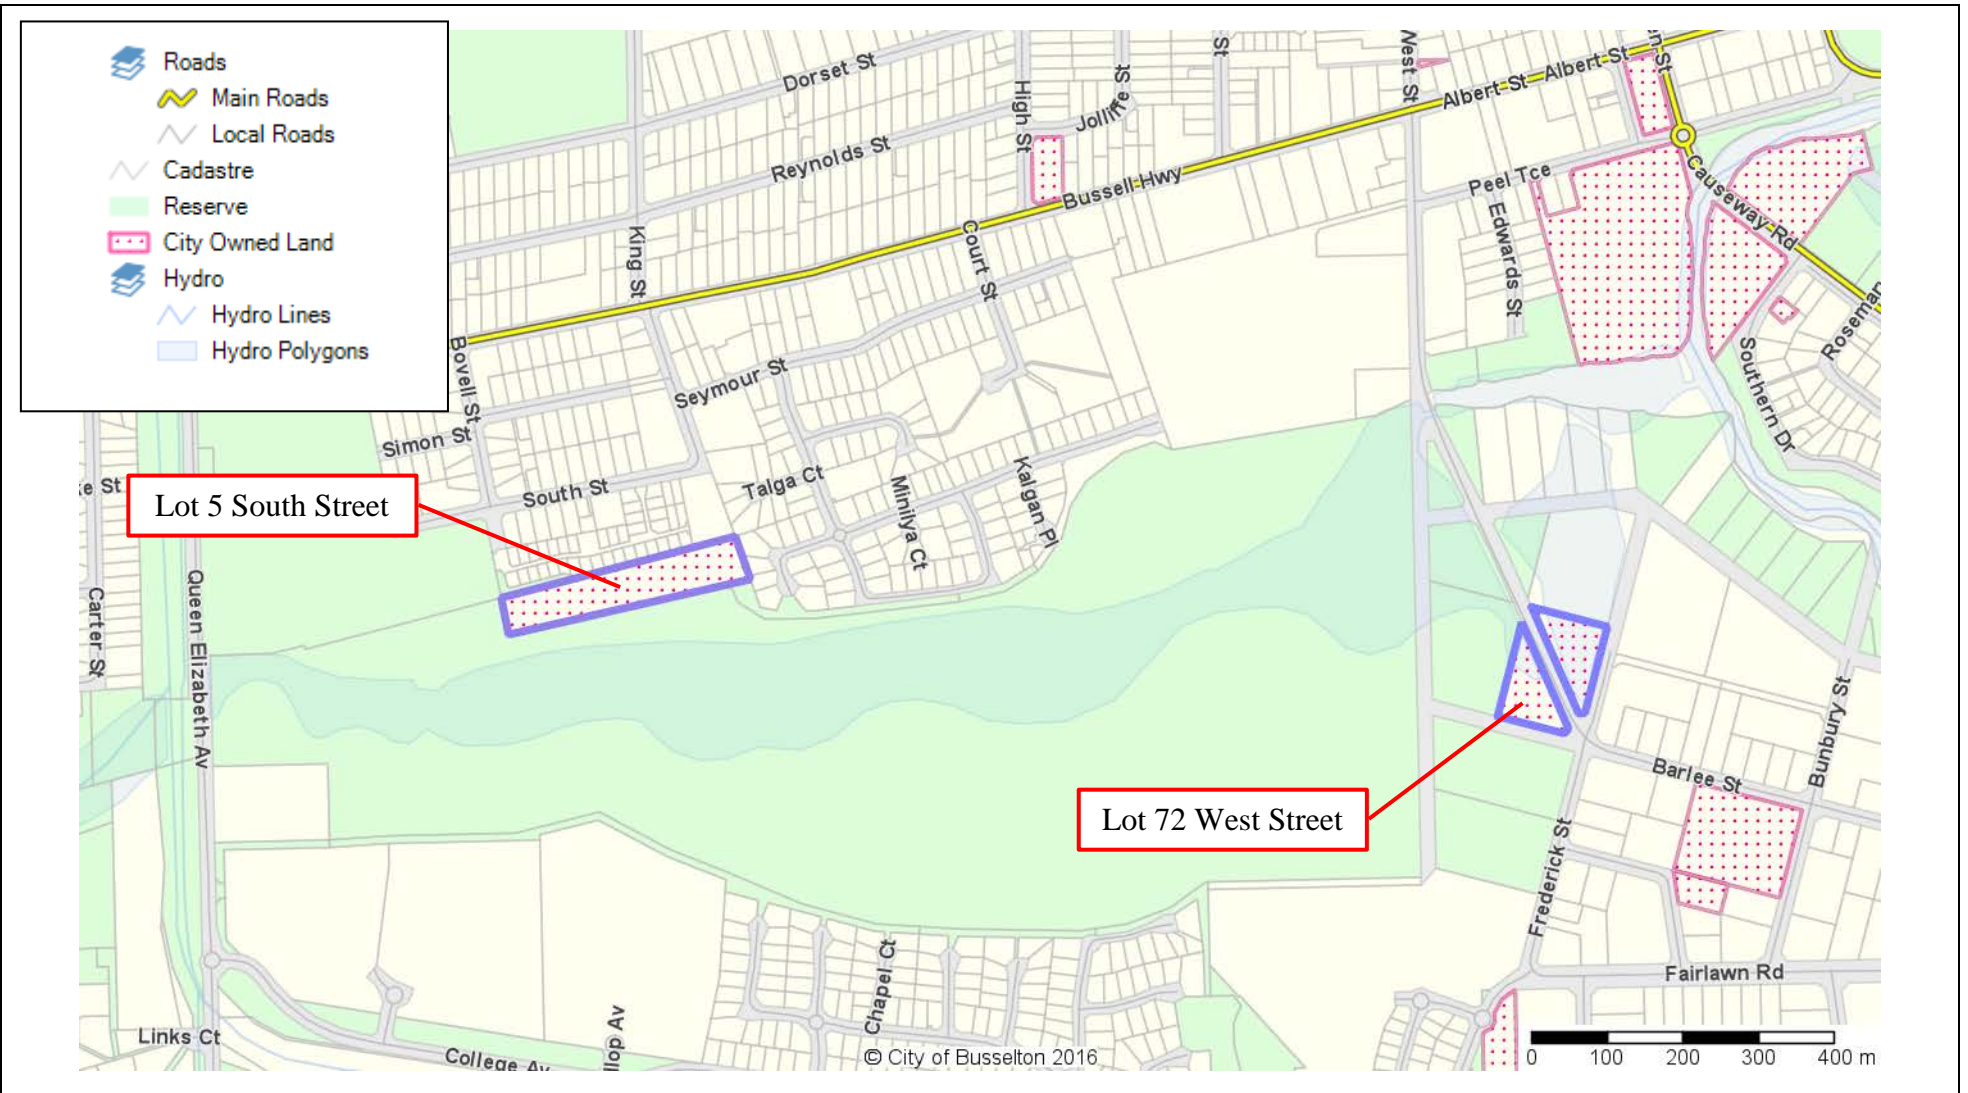 Roads
Main Roads
Local Roads
Cadastre
Reserve
City Owned Land
Hydro
Hydro Lines
Hydro Polygons
Dorset St
Reynolds St
High St
Jolliffe St
St
West St
Albert St
Albert St
Bussell Hwy
Peel Tce
Causeway Rd
Edwards St
King St
Court St
Bovell St
Seymour St
Simon St
South St
Talga Ct
Minilya Ct
Kalgan Pl
Southern Dr
Lot 5 South Street
Carter St
Queen Elizabeth Av
Lot 72 West Street
Barlee St
Bunbury St
Frederick St
Fairlawn Rd
Chapel Ct
Links Ct
College Av
© City of Busselton 2016
0 100 200 300 400 m